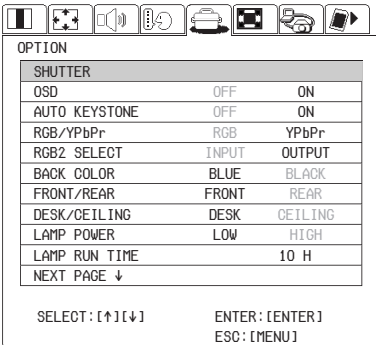 OPTION
SHUTTER
OSD OFF ON
AUTO KEYSTONE OFF ON
RGB/YPbPr RGB YPbPr
RGB2 SELECT INPUT OUTPUT
BACK COLOR BLUE BLACK
FRONT/REAR FRONT REAR
DESK/CEILING DESK CEILING
LAMP POWER LOW HIGH
LAMP RUN TIME 10 H
NEXT PAGE ↓
SELECT:[↑][↓] ENTER:[ENTER]
ESC:[MENU]